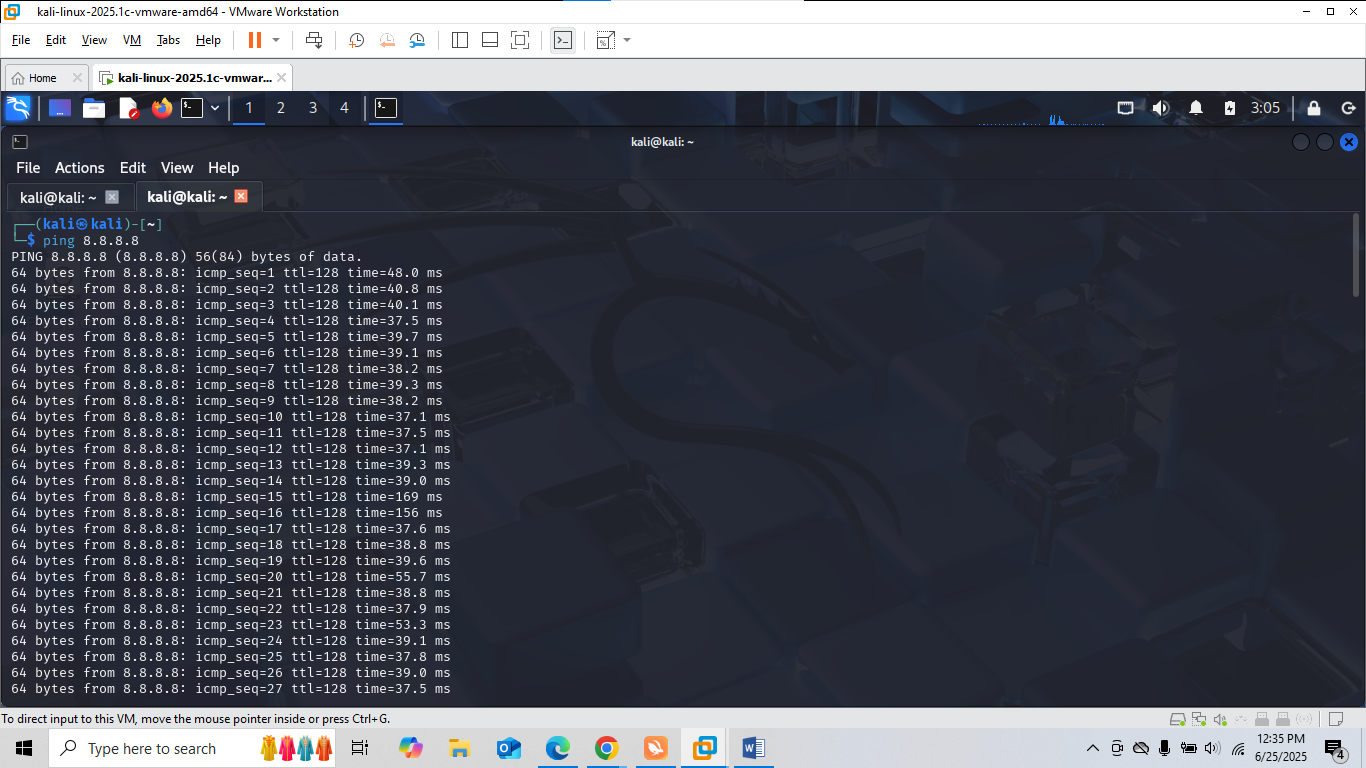 kali-linux-2025.1c-vmware-amd64 - VMware Workstation
File Edit View VM Tabs Help
Home kali-linux-2025.1c-vmwar...
1 2 3 4 3:05
kali@kali: ~
File Actions Edit View Help
kali@kali: ~ kali@kali: ~
┌──(kali㉿kali)-[~]
└─$ ping 8.8.8.8
PING 8.8.8.8 (8.8.8.8) 56(84) bytes of data.
64 bytes from 8.8.8.8: icmp_seq=1 ttl=128 time=48.0 ms
64 bytes from 8.8.8.8: icmp_seq=2 ttl=128 time=40.8 ms
64 bytes from 8.8.8.8: icmp_seq=3 ttl=128 time=40.1 ms
64 bytes from 8.8.8.8: icmp_seq=4 ttl=128 time=37.5 ms
64 bytes from 8.8.8.8: icmp_seq=5 ttl=128 time=39.7 ms
64 bytes from 8.8.8.8: icmp_seq=6 ttl=128 time=39.1 ms
64 bytes from 8.8.8.8: icmp_seq=7 ttl=128 time=38.2 ms
64 bytes from 8.8.8.8: icmp_seq=8 ttl=128 time=39.3 ms
64 bytes from 8.8.8.8: icmp_seq=9 ttl=128 time=38.2 ms
64 bytes from 8.8.8.8: icmp_seq=10 ttl=128 time=37.1 ms
64 bytes from 8.8.8.8: icmp_seq=11 ttl=128 time=37.5 ms
64 bytes from 8.8.8.8: icmp_seq=12 ttl=128 time=37.1 ms
64 bytes from 8.8.8.8: icmp_seq=13 ttl=128 time=39.3 ms
64 bytes from 8.8.8.8: icmp_seq=14 ttl=128 time=39.0 ms
64 bytes from 8.8.8.8: icmp_seq=15 ttl=128 time=169 ms
64 bytes from 8.8.8.8: icmp_seq=16 ttl=128 time=156 ms
64 bytes from 8.8.8.8: icmp_seq=17 ttl=128 time=37.6 ms
64 bytes from 8.8.8.8: icmp_seq=18 ttl=128 time=38.8 ms
64 bytes from 8.8.8.8: icmp_seq=19 ttl=128 time=39.6 ms
64 bytes from 8.8.8.8: icmp_seq=20 ttl=128 time=55.7 ms
64 bytes from 8.8.8.8: icmp_seq=21 ttl=128 time=38.8 ms
64 bytes from 8.8.8.8: icmp_seq=22 ttl=128 time=37.9 ms
64 bytes from 8.8.8.8: icmp_seq=23 ttl=128 time=53.3 ms
64 bytes from 8.8.8.8: icmp_seq=24 ttl=128 time=39.1 ms
64 bytes from 8.8.8.8: icmp_seq=25 ttl=128 time=37.8 ms
64 bytes from 8.8.8.8: icmp_seq=26 ttl=128 time=39.0 ms
64 bytes from 8.8.8.8: icmp_seq=27 ttl=128 time=37.5 ms
To direct input to this VM, move the mouse pointer inside or press Ctrl+G.
Type here to search
12:35 PM
6/25/2025
4